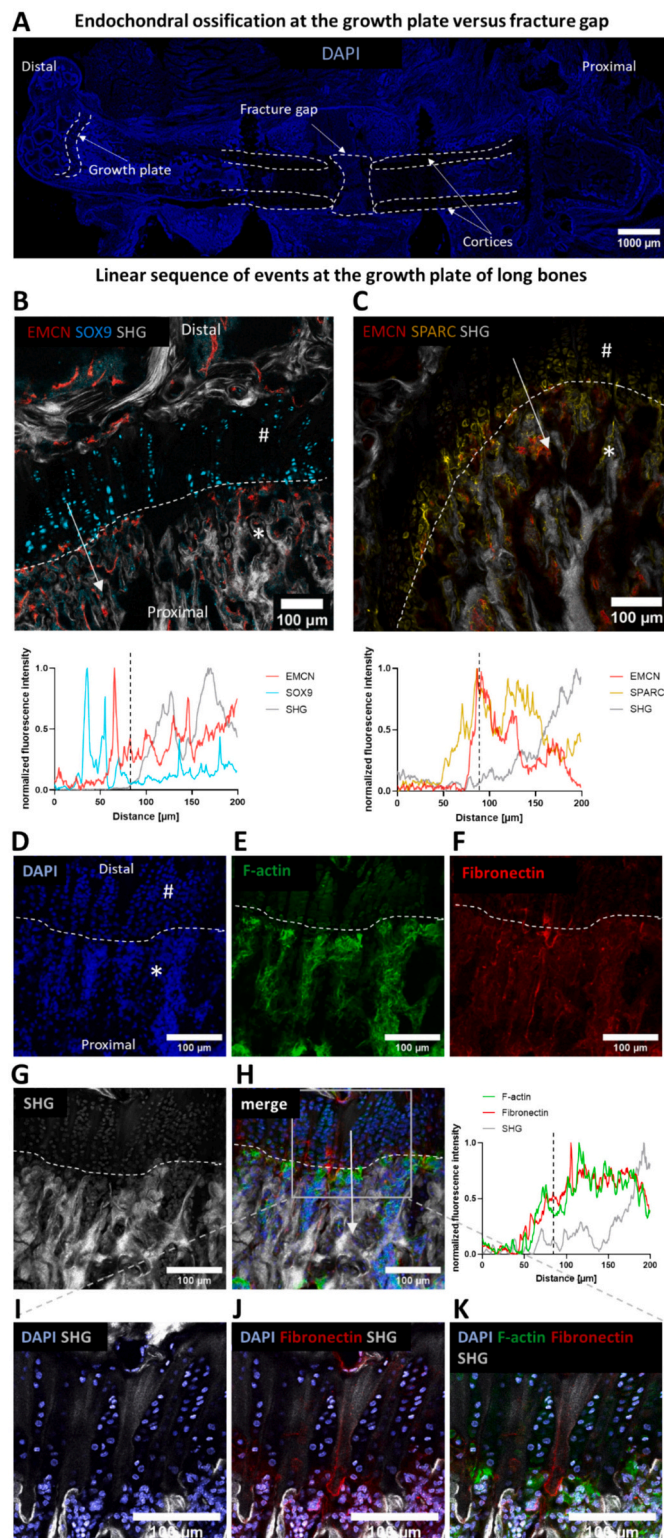 A Endochondral ossification at the growth plate versus fracture gap
DAPI
Distal
Proximal
Fracture gap
Growth plate
Cortices
1000 µm
Linear sequence of events at the growth plate of long bones
B
C
EMCN SOX9 SHG
Distal
#
*
Proximal
100 µm
EMCN SPARC SHG
#
*
100 µm
normalized fluorescence intensity
1.0
0.5
0.0
0 50 100 150 200
Distance [µm]
EMCN
SOX9
SHG
normalized fluorescence intensity
1.0
0.5
0.0
0 50 100 150 200
Distance [µm]
EMCN
SPARC
SHG
D
E
F
DAPI
Distal
#
*
Proximal
100 µm
F-actin
100 µm
Fibronectin
100 µm
G
H
SHG
100 µm
merge
100 µm
F-actin
Fibronectin
SHG
normalized fluorescence intensity
1.0
0.5
0.0
0 50 100 150 200
Distance [µm]
I
J
K
DAPI SHG
100 µm
DAPI Fibronectin SHG
100 µm
DAPI F-actin Fibronectin
SHG
100 µm